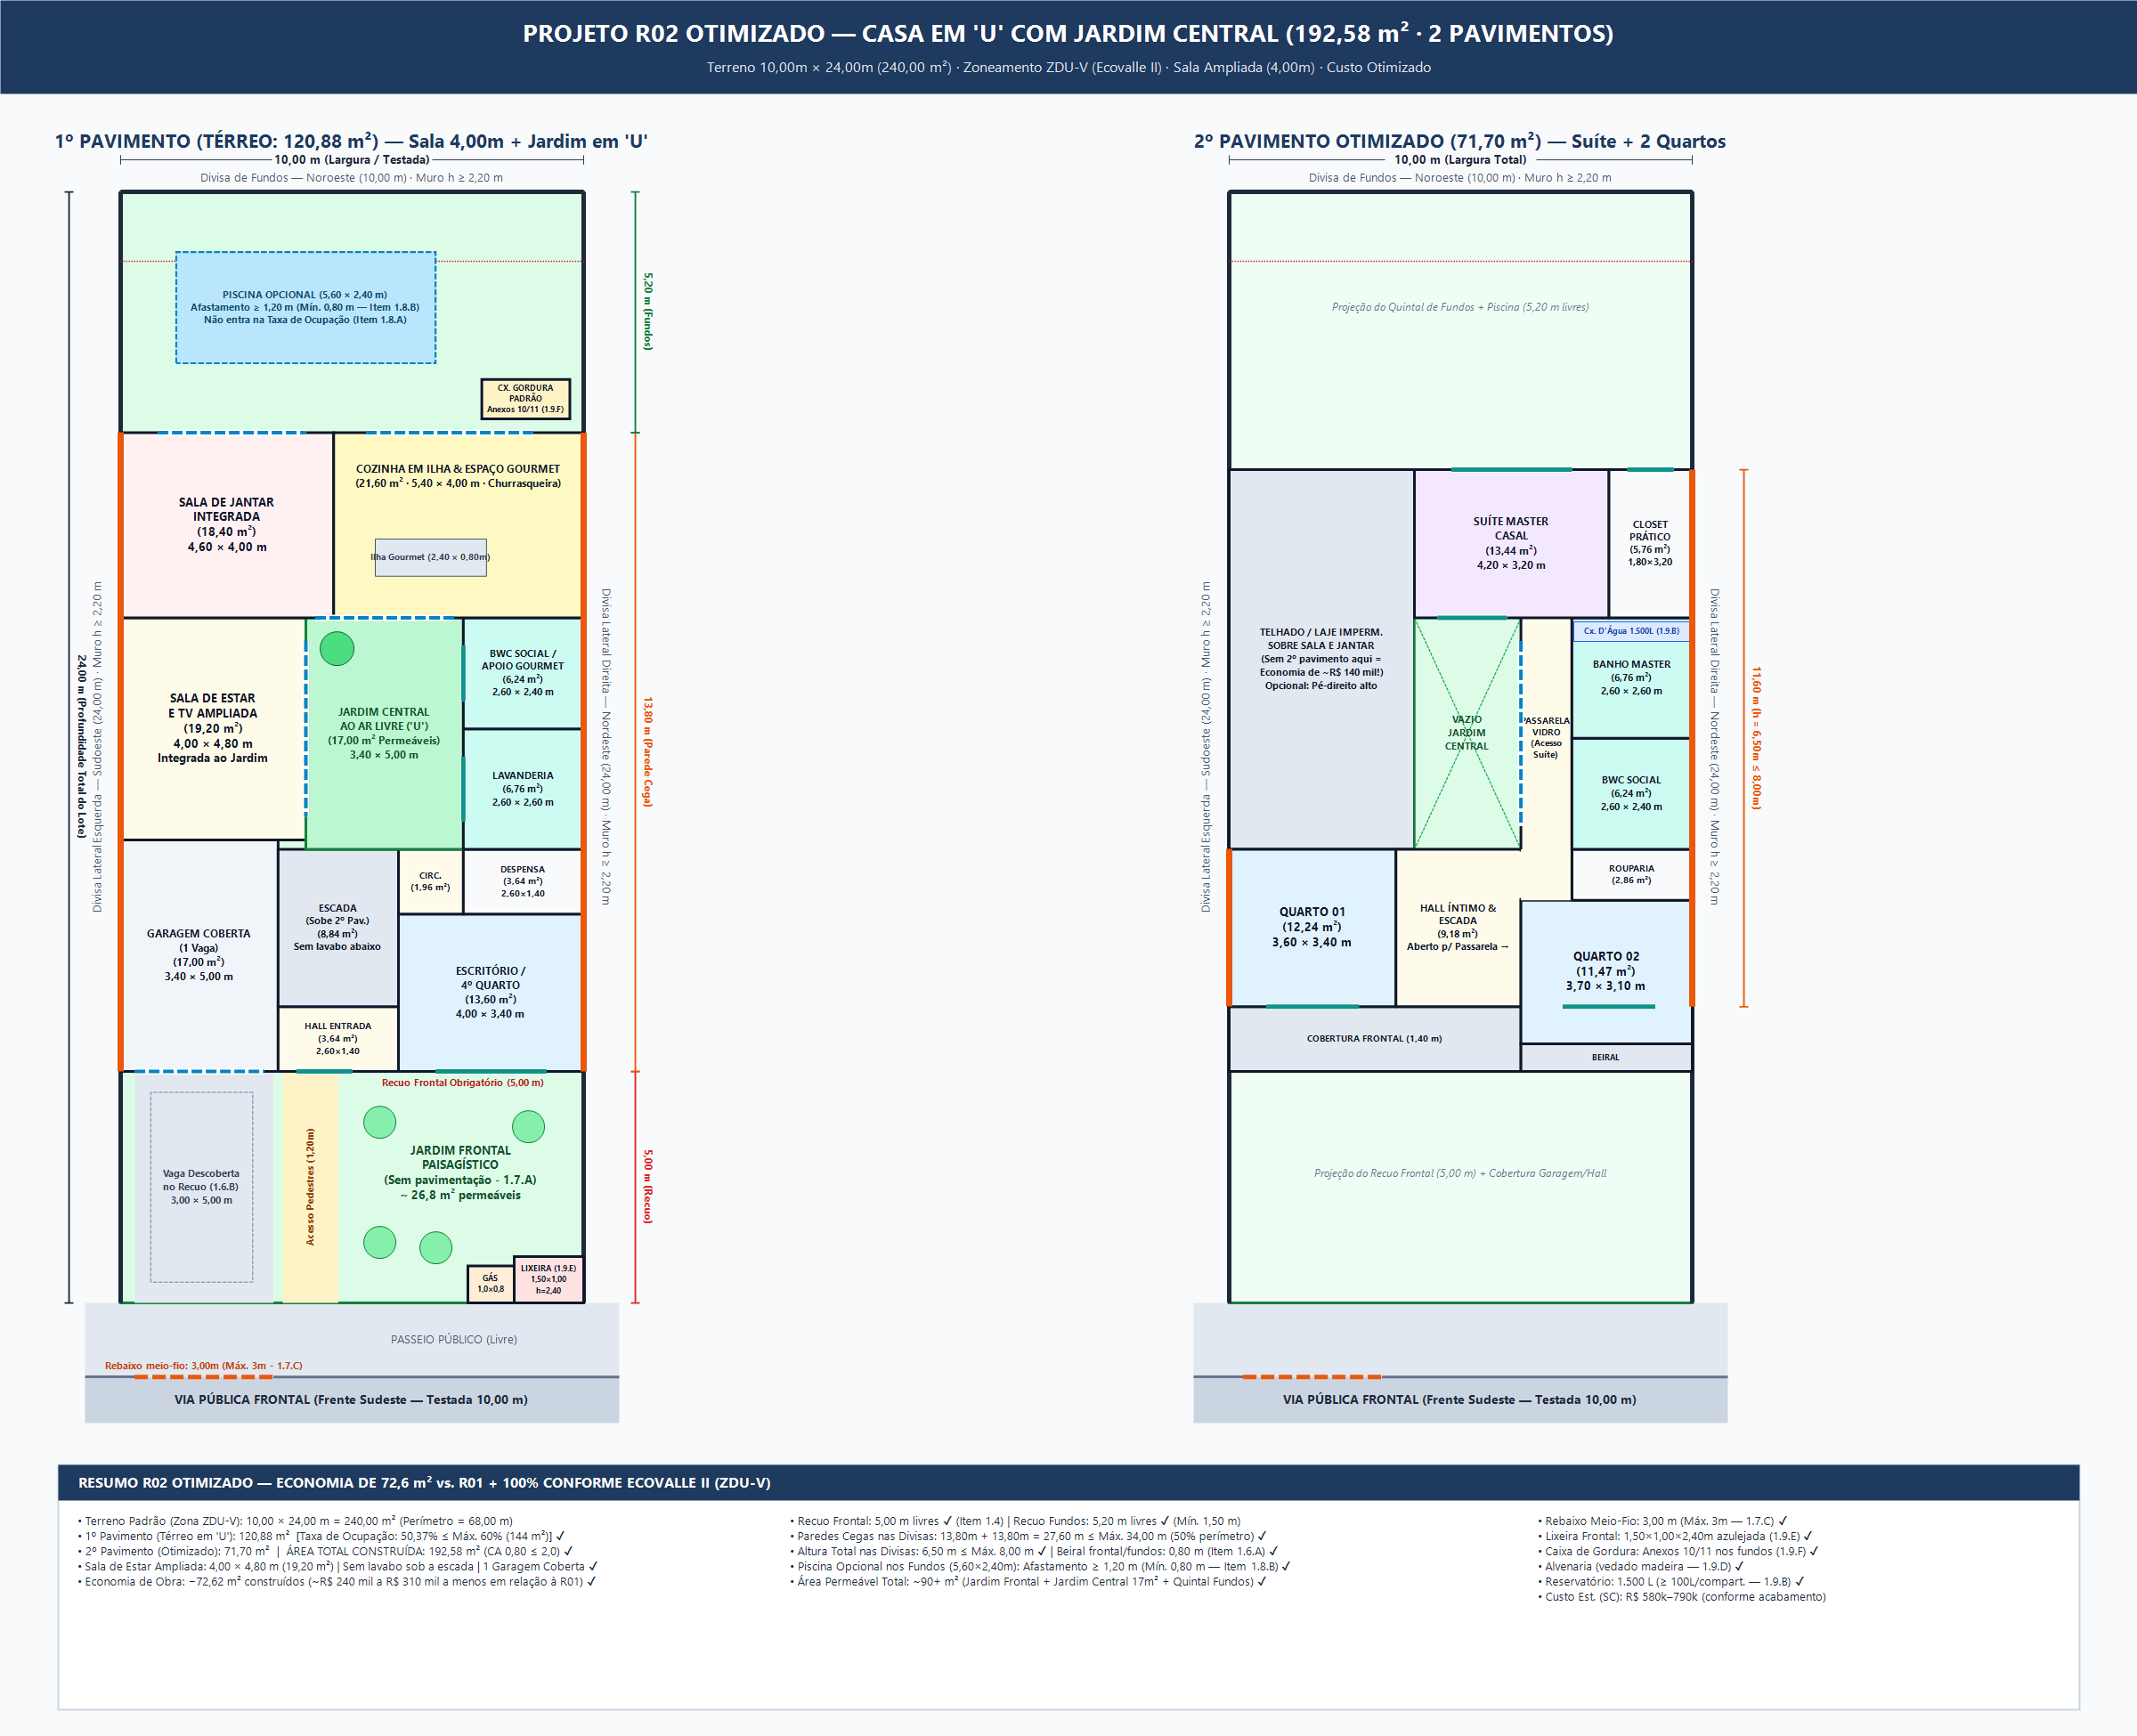 PROJETO R02 OTIMIZADO — CASA EM 'U' COM JARDIM CENTRAL (192,58 m² · 2 PAVIMENTOS)
Terreno 10,00m × 24,00m (240,00 m²) · Zoneamento ZDU-V (Ecovalle II) · Sala Ampliada (4,00m) · Custo Otimizado
1º PAVIMENTO (TÉRREO: 120,88 m²) — Sala 4,00m + Jardim em 'U'
10,00 m (Largura / Testada)
Divisa de Fundos — Noroeste (10,00 m) · Muro h ≥ 2,20 m
PISCINA OPCIONAL (5,60 × 2,40 m)
Afastamento ≥ 1,20 m (Mín. 0,80 m — Item 1.8.B)
Não entra na Taxa de Ocupação (Item 1.8.A)
5,20 m (Fundos)
CX. GORDURA
PADRÃO
Anexos 10/11 (1.9.F)
SALA DE JANTAR
INTEGRADA
(18,40 m²)
4,60 × 4,00 m
COZINHA EM ILHA & ESPAÇO GOURMET
(21,60 m² · 5,40 × 4,00 m · Churrasqueira)
Ilha Gourmet (2,40 × 0,80m)
24,00 m (Profundidade Total do Lote)
Divisa Lateral Esquerda — Sudoeste (24,00 m) · Muro h ≥ 2,20 m
SALA DE ESTAR
E TV AMPLIADA
(19,20 m²)
4,00 × 4,80 m
Integrada ao Jardim
JARDIM CENTRAL
AO AR LIVRE ('U')
(17,00 m² Permeáveis)
3,40 × 5,00 m
BWC SOCIAL /
APOIO GOURMET
(6,24 m²)
2,60 × 2,40 m
LAVANDERIA
(6,76 m²)
2,60 × 2,60 m
Divisa Lateral Direita — Nordeste (24,00 m) · Muro h ≥ 2,20 m
13,80 m (Parede Cega)
GARAGEM COBERTA
(1 Vaga)
(17,00 m²)
3,40 × 5,00 m
ESCADA
(Sobe 2º Pav.)
(8,84 m²)
Sem lavabo abaixo
CIRC.
(1,96 m²)
DESPENSA
(3,64 m²)
2,60×1,40
ESCRITÓRIO /
4º QUARTO
(13,60 m²)
4,00 × 3,40 m
HALL ENTRADA
(3,64 m²)
2,60×1,40
Recuo Frontal Obrigatório (5,00 m)
Vaga Descoberta
no Recuo (1.6.B)
3,00 × 5,00 m
Acesso Pedestres (1,20m)
JARDIM FRONTAL
PAISAGÍSTICO
(Sem pavimentação - 1.7.A)
~ 26,8 m² permeáveis
5,00 m (Recuo)
GÁS
1,0×0,8
LIXEIRA (1.9.E)
1,50×1,00
h=2,40
PASSEIO PÚBLICO (Livre)
Rebaixo meio-fio: 3,00m (Máx. 3m - 1.7.C)
VIA PÚBLICA FRONTAL (Frente Sudeste — Testada 10,00 m)
2º PAVIMENTO OTIMIZADO (71,70 m²) — Suíte + 2 Quartos
10,00 m (Largura Total)
Divisa de Fundos — Noroeste (10,00 m) · Muro h ≥ 2,20 m
Projeção do Quintal de Fundos + Piscina (5,20 m livres)
SUÍTE MASTER
CASAL
(13,44 m²)
4,20 × 3,20 m
CLOSET
PRÁTICO
(5,76 m²)
1,80×3,20
Divisa Lateral Esquerda — Sudoeste (24,00 m) · Muro h ≥ 2,20 m
TELHADO / LAJE IMPERM.
SOBRE SALA E JANTAR
(Sem 2º pavimento aqui =
Economia de ~R$ 140 mil!)
Opcional: Pé-direito alto
VAZIO
JARDIM
CENTRAL
PASSARELA
VIDRO
(Acesso
Suíte)
Cx. D'Água 1.500L (1.9.B)
BANHO MASTER
(6,76 m²)
2,60 × 2,60 m
BWC SOCIAL
(6,24 m²)
2,60 × 2,40 m
Divisa Lateral Direita — Nordeste (24,00 m) · Muro h ≥ 2,20 m
11,60 m (h = 6,50m ≤ 8,00m)
ROUPARIA
(2,86 m²)
QUARTO 01
(12,24 m²)
3,60 × 3,40 m
HALL ÍNTIMO &
ESCADA
(9,18 m²)
Aberto p/ Passarela →
QUARTO 02
(11,47 m²)
3,70 × 3,10 m
COBERTURA FRONTAL (1,40 m)
BEIRAL
Projeção do Recuo Frontal (5,00 m) + Cobertura Garagem/Hall
VIA PÚBLICA FRONTAL (Frente Sudeste — Testada 10,00 m)
RESUMO R02 OTIMIZADO — ECONOMIA DE 72,6 m² vs. R01 + 100% CONFORME ECOVALLE II (ZDU-V)
• Terreno Padrão (Zona ZDU-V): 10,00 × 24,00 m = 240,00 m² (Perímetro = 68,00 m)
• 1º Pavimento (Térreo em 'U'): 120,88 m² [Taxa de Ocupação: 50,37% ≤ Máx. 60% (144 m²)] ✓
• 2º Pavimento (Otimizado): 71,70 m² | ÁREA TOTAL CONSTRUÍDA: 192,58 m² (CA 0,80 ≤ 2,0) ✓
• Sala de Estar Ampliada: 4,00 × 4,80 m (19,20 m²) | Sem lavabo sob a escada | 1 Garagem Coberta ✓
• Economia de Obra: −72,62 m² construídos (~R$ 240 mil a R$ 310 mil a menos em relação à R01) ✓
• Recuo Frontal: 5,00 m livres ✓ (Item 1.4) | Recuo Fundos: 5,20 m livres ✓ (Mín. 1,50 m)
• Paredes Cegas nas Divisas: 13,80m + 13,80m = 27,60 m ≤ Máx. 34,00 m (50% perímetro) ✓
• Altura Total nas Divisas: 6,50 m ≤ Máx. 8,00 m ✓ | Beiral frontal/fundos: 0,80 m (Item 1.6.A) ✓
• Piscina Opcional nos Fundos (5,60×2,40m): Afastamento ≥ 1,20 m (Mín. 0,80 m — Item 1.8.B) ✓
• Área Permeável Total: ~90+ m² (Jardim Frontal + Jardim Central 17m² + Quintal Fundos) ✓
• Rebaixo Meio-Fio: 3,00 m (Máx. 3m — 1.7.C) ✓
• Lixeira Frontal: 1,50×1,00×2,40m azulejada (1.9.E) ✓
• Caixa de Gordura: Anexos 10/11 nos fundos (1.9.F) ✓
• Alvenaria (vedado madeira — 1.9.D) ✓
• Reservatório: 1.500 L (≥ 100L/compart. — 1.9.B) ✓
• Custo Est. (SC): R$ 580k–790k (conforme acabamento)